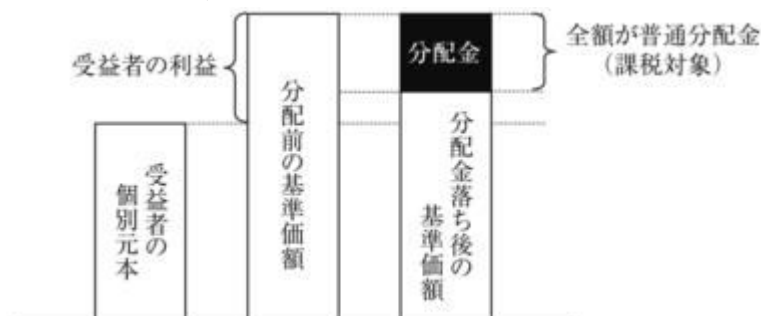 受益者の利益
受益者の
個別元本
分配前の基準価額
分配金
分配金落ち後の
基準価額
全額が普通分配金
（課税対象）